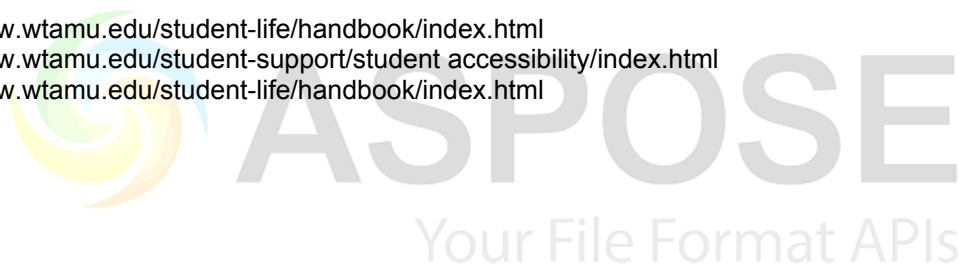 w.wtamu.edu/student-life/handbook/index.html
w.wtamu.edu/student-support/student accessibility/index.html
w.wtamu.edu/student-life/handbook/index.html
ASPOSE
Your File Format APIs